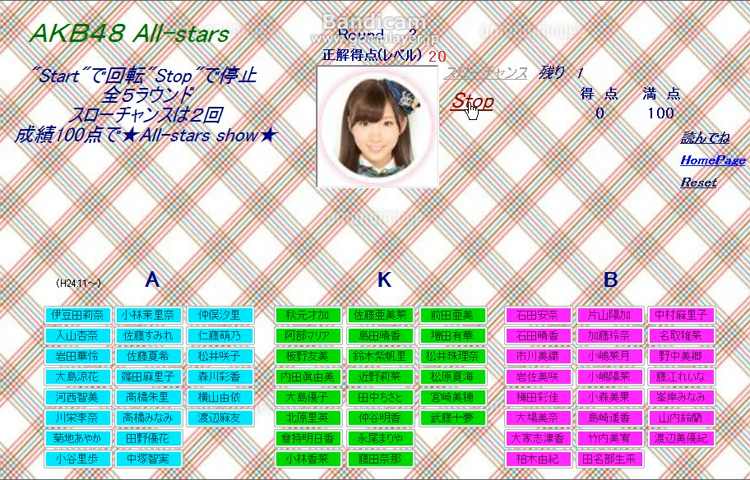 Bandicam
www.gomplayer.jp
AKB48 All-stars
Round 2
正解得点(レベル) 20
"Start"で回転"Stop"で停止
全5ラウンド
スローチャンスは2回
成績100点で★All-stars show★
スローチャンス 残り 1
Stop
得 点 満 点
0 100
読んでね
HomePage
Reset
(H24.11～) A K B
伊豆田莉奈 小林茉里奈 仲俣汐里 秋元才加 佐藤亜美菜 前田亜美 石田安奈 片山陽加 中村麻里子
入山杏奈 佐藤すみれ 仁藤萌乃 阿部マリア 島田晴香 増田有華 石田晴香 加藤玲奈 名取稚菜
岩田華怜 佐藤夏希 松井咲子 板野友美 鈴木紫帆里 松井珠理奈 市川美織 小嶋菜月 野中美郷
大島涼花 篠田麻里子 森川彩香 内田眞由美 近野莉菜 松原夏海 岩佐美咲 小嶋陽菜 藤江れいな
河西智美 高橋朱里 横山由依 大島優子 田中ちさと 宮崎美穂 梅田彩佳 小森美果 峯岸みなみ
川栄李奈 高橋みなみ 渡辺麻友 北原里英 仲谷明香 武藤十夢 大場美奈 島崎遥香 山内鈴蘭
菊地あやか 田野優花 倉持明日香 永尾まりや 大家志津香 竹内美宥 渡辺美優紀
小谷里歩 中塚智実 小林香菜 藤田奈那 柏木由紀 田名部生来